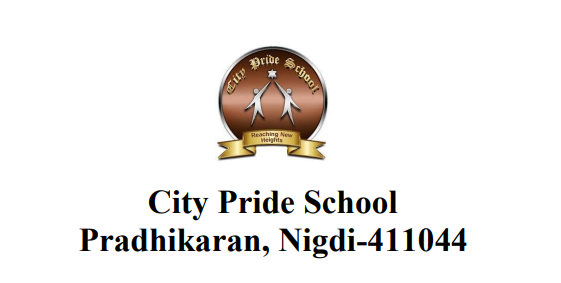 City Pride School
Reaching New
Heights
City Pride School
Pradhikaran, Nigdi-411044